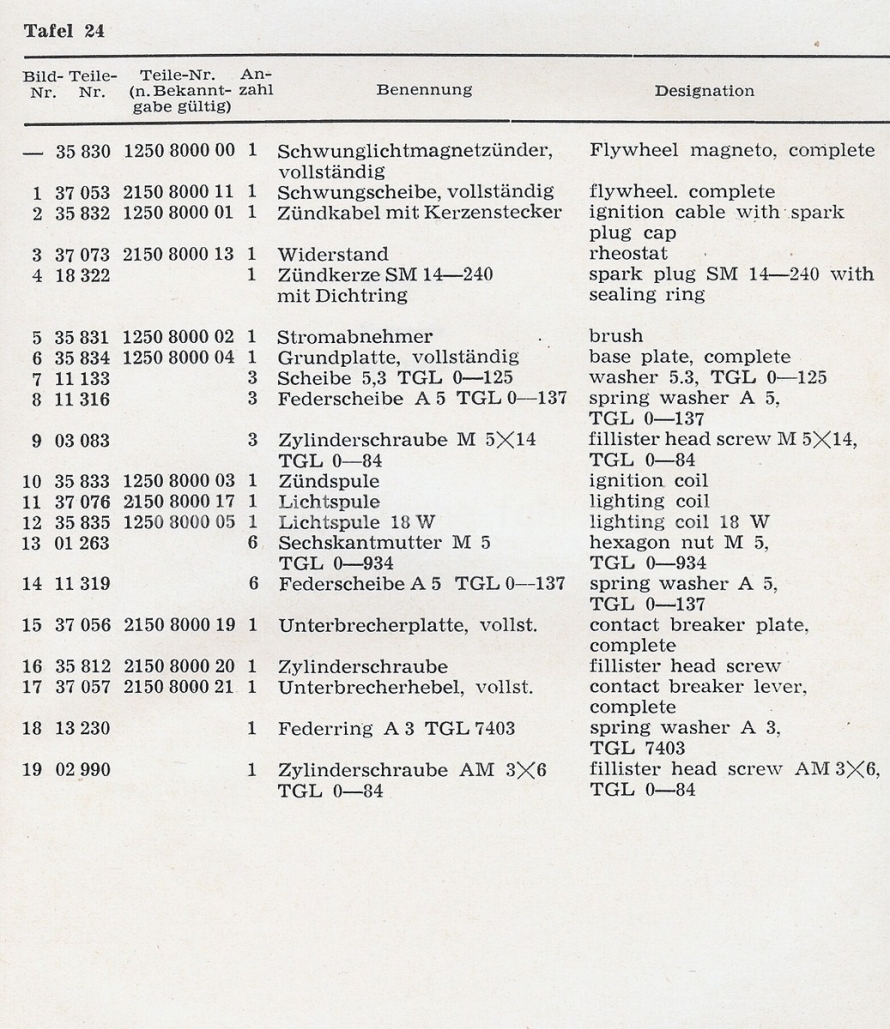 Tafel 24
Bild- Teile- Teile-Nr. An-
Nr. Nr. (n. Bekannt- zahl Benennung Designation
gabe gültig)
— 35 830 1250 8000 00 1 Schwunglichtmagnetzünder, Flywheel magneto, complete
vollständig
1 37 053 2150 8000 11 1 Schwungscheibe, vollständig flywheel. complete
2 35 832 1250 8000 01 1 Zündkabel mit Kerzenstecker ignition cable with spark
plug cap
3 37 073 2150 8000 13 1 Widerstand rheostat
4 18 322 1 Zündkerze SM 14—240 spark plug SM 14—240 with
mit Dichtring sealing ring
5 35 831 1250 8000 02 1 Stromabnehmer brush
6 35 834 1250 8000 04 1 Grundplatte, vollständig base plate, complete
7 11 133 3 Scheibe 5,3 TGL 0—125 washer 5.3, TGL 0—125
8 11 316 3 Federscheibe A 5 TGL 0—137 spring washer A 5,
TGL 0—137
9 03 083 3 Zylinderschraube M 5×14 fillister head screw M 5×14,
TGL 0—84 TGL 0—84
10 35 833 1250 8000 03 1 Zündspule ignition coil
11 37 076 2150 8000 17 1 Lichtspule lighting coil
12 35 835 1250 8000 05 1 Lichtspule 18 W lighting coil 18 W
13 01 263 6 Sechskantmutter M 5 hexagon nut M 5,
TGL 0—934 TGL 0—934
14 11 319 6 Federscheibe A 5 TGL 0—137 spring washer A 5,
TGL 0—137
15 37 056 2150 8000 19 1 Unterbrecherplatte, vollst. contact breaker plate,
complete
16 35 812 2150 8000 20 1 Zylinderschraube fillister head screw
17 37 057 2150 8000 21 1 Unterbrecherhebel, vollst. contact breaker lever,
complete
18 13 230 1 Federring A 3 TGL 7403 spring washer A 3,
TGL 7403
19 02 990 1 Zylinderschraube AM 3×6 fillister head screw AM 3×6,
TGL 0—84 TGL 0—84